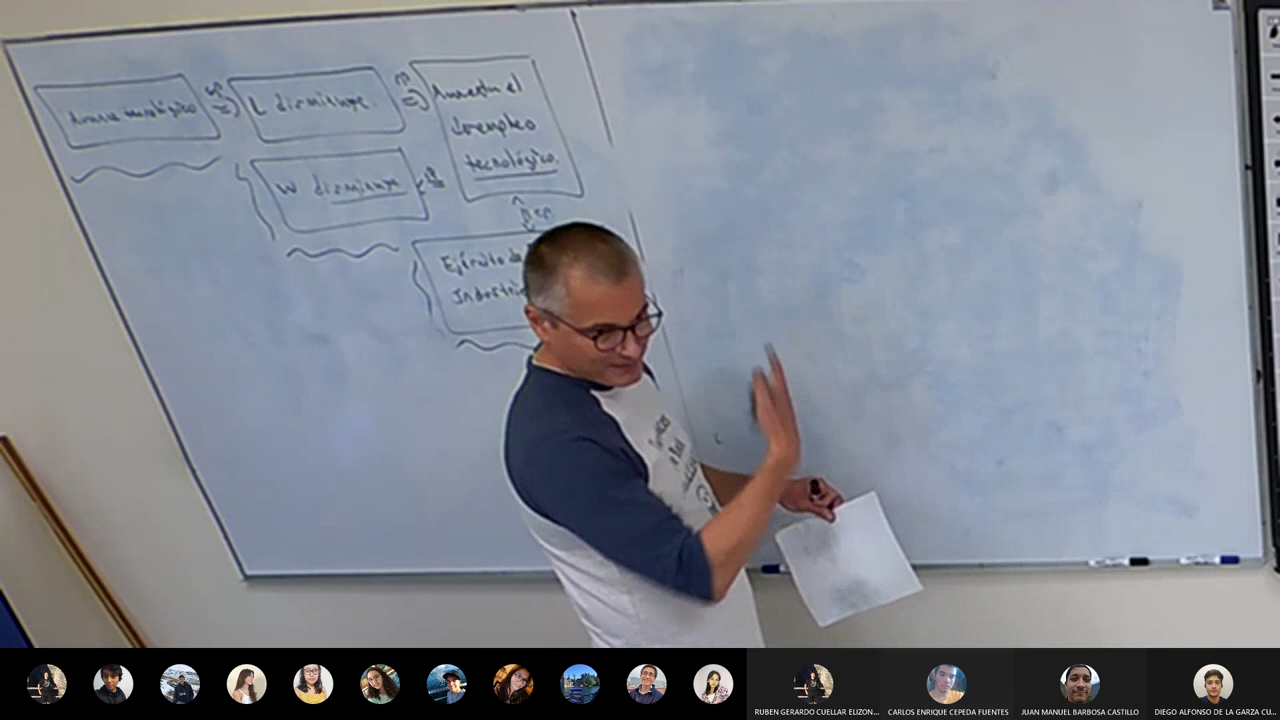 Avance tecnológico
L disminuye.
Aumenta el
desempleo
tecnológico.
W disminuye
Ejército de
Industria
RUBEN GERARDO CUELLAR ELIZON...
CARLOS ENRIQUE CEPEDA FUENTES
JUAN MANUEL BARBOSA CASTILLO
DIEGO ALFONSO DE LA GARZA CU...